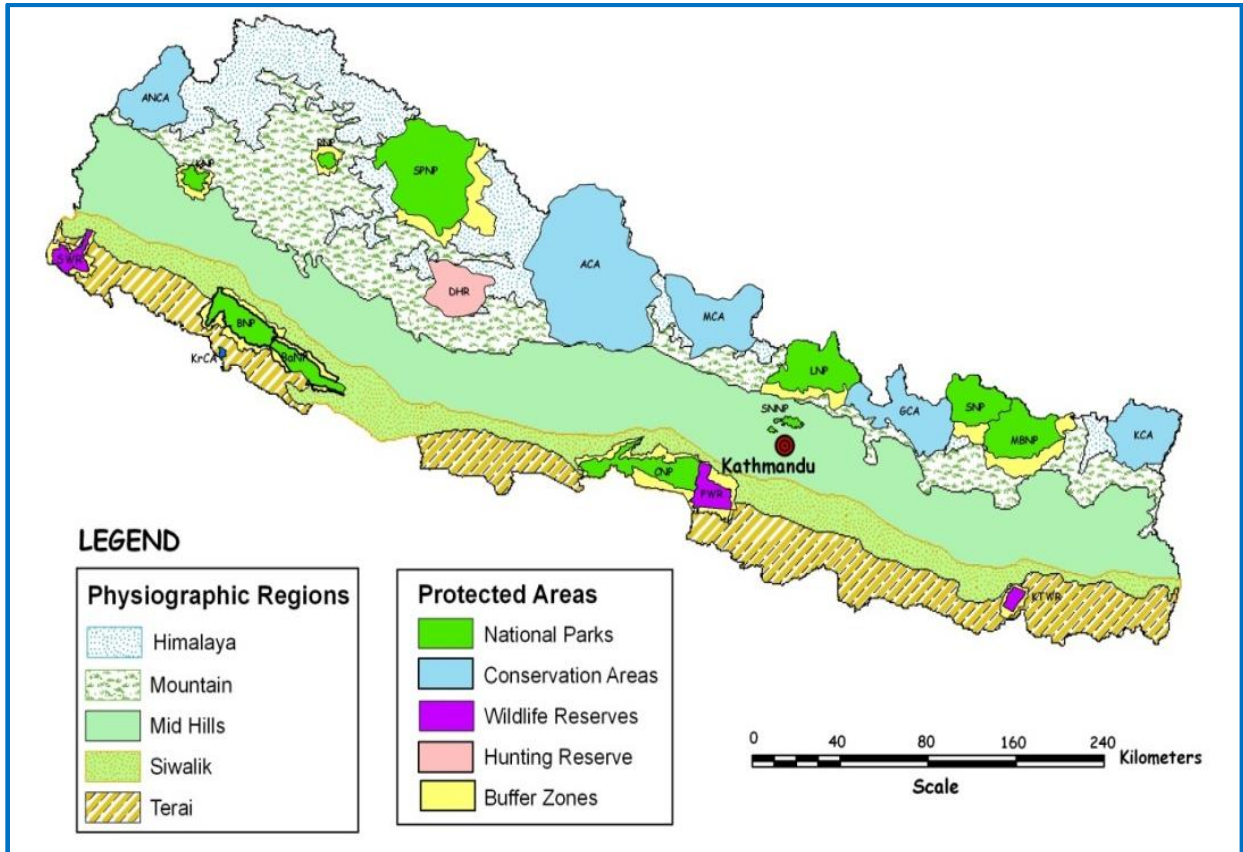 ANCA
RNP
KNP
SPNP
SWR
ACA
DHR
MCA
BNP
KrCA
BaNP
LNP
SNNP
GCA
SNP
MBNP
KCA
Kathmandu
CNP
PWR
KTWR
LEGEND
Physiographic Regions
Himalaya
Mountain
Mid Hills
Siwalik
Terai
Protected Areas
National Parks
Conservation Areas
Wildlife Reserves
Hunting Reserve
Buffer Zones
0 40 80 160 240
Kilometers
Scale